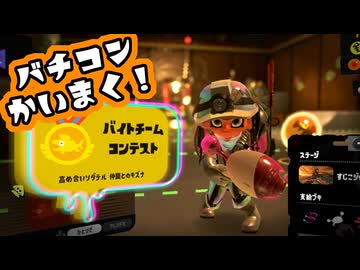 バチコン
かいまく！
バイトチーム
コンテスト
高め合いソダテル 仲間とのキズナ
ステージ
すじこジ
支給ブキ